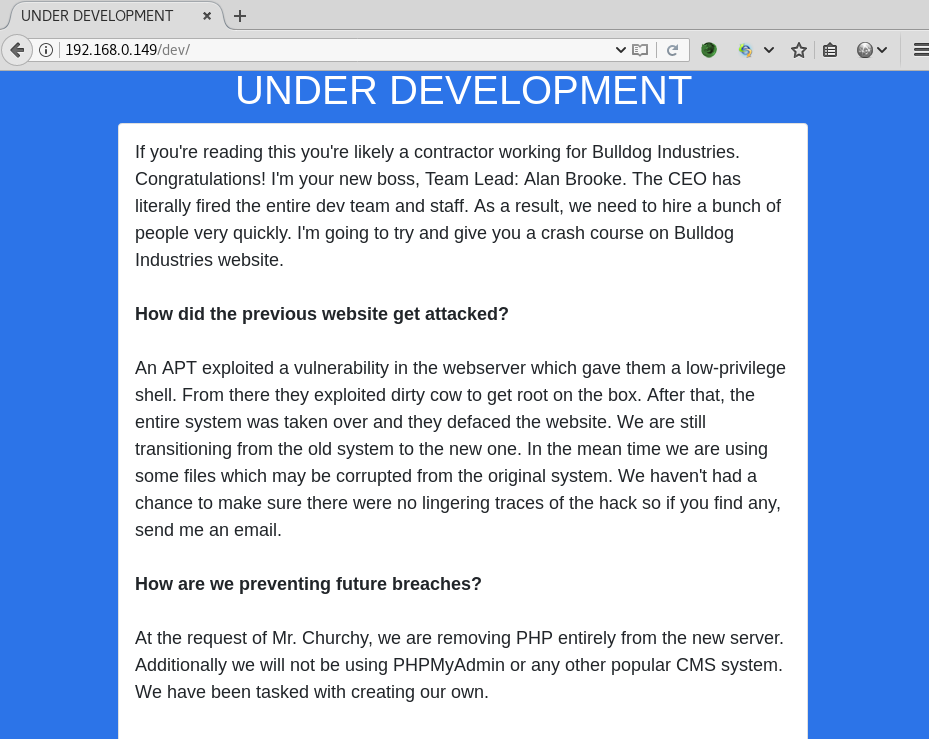 UNDER DEVELOPMENT
192.168.0.149/dev/
UNDER DEVELOPMENT
If you're reading this you're likely a contractor working for Bulldog Industries.
Congratulations! I'm your new boss, Team Lead: Alan Brooke. The CEO has
literally fired the entire dev team and staff. As a result, we need to hire a bunch of
people very quickly. I'm going to try and give you a crash course on Bulldog
Industries website.
How did the previous website get attacked?
An APT exploited a vulnerability in the webserver which gave them a low-privilege
shell. From there they exploited dirty cow to get root on the box. After that, the
entire system was taken over and they defaced the website. We are still
transitioning from the old system to the new one. In the mean time we are using
some files which may be corrupted from the original system. We haven't had a
chance to make sure there were no lingering traces of the hack so if you find any,
send me an email.
How are we preventing future breaches?
At the request of Mr. Churchy, we are removing PHP entirely from the new server.
Additionally we will not be using PHPMyAdmin or any other popular CMS system.
We have been tasked with creating our own.